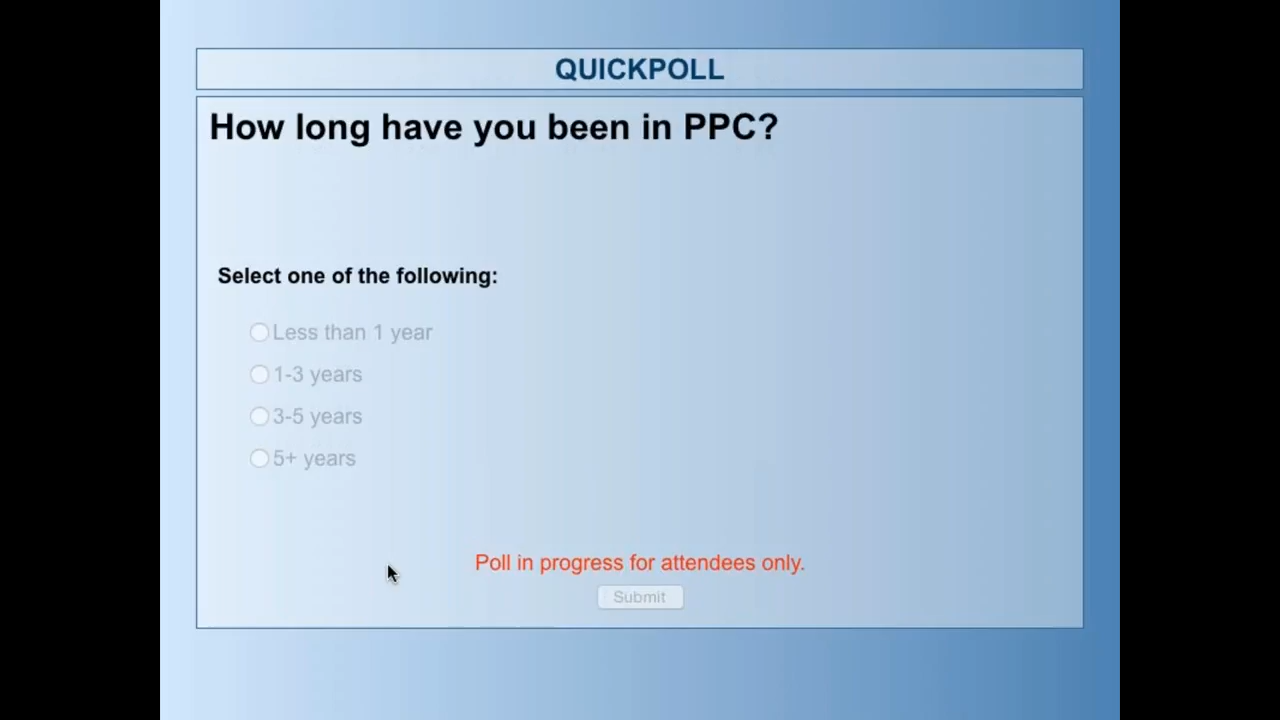 QUICKPOLL
How long have you been in PPC?
Select one of the following:
Less than 1 year
1-3 years
3-5 years
5+ years
Poll in progress for attendees only.
Submit